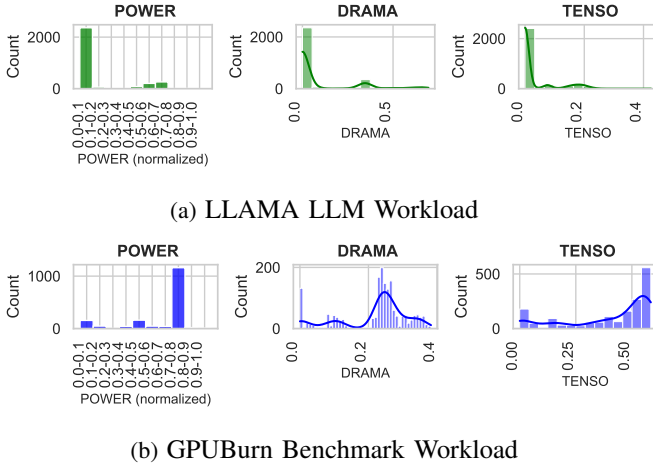 POWER DRAMA TENSO
Count 2000 0
0.0-0.1 0.1-0.2 0.2-0.3 0.3-0.4 0.4-0.5 0.5-0.6 0.6-0.7 0.7-0.8 0.8-0.9 0.9-1.0
POWER (normalized)
Count 2000 0
0.0 0.5
DRAMA
Count 2000 0
0.0 0.2 0.4
TENSO
(a) LLAMA LLM Workload
POWER DRAMA TENSO
Count 1000 0
0.0-0.1 0.1-0.2 0.2-0.3 0.3-0.4 0.4-0.5 0.5-0.6 0.6-0.7 0.7-0.8 0.8-0.9 0.9-1.0
POWER (normalized)
Count 200 0
0.0 0.2 0.4
DRAMA
Count 500 0
0.00 0.25 0.50
TENSO
(b) GPUBurn Benchmark Workload